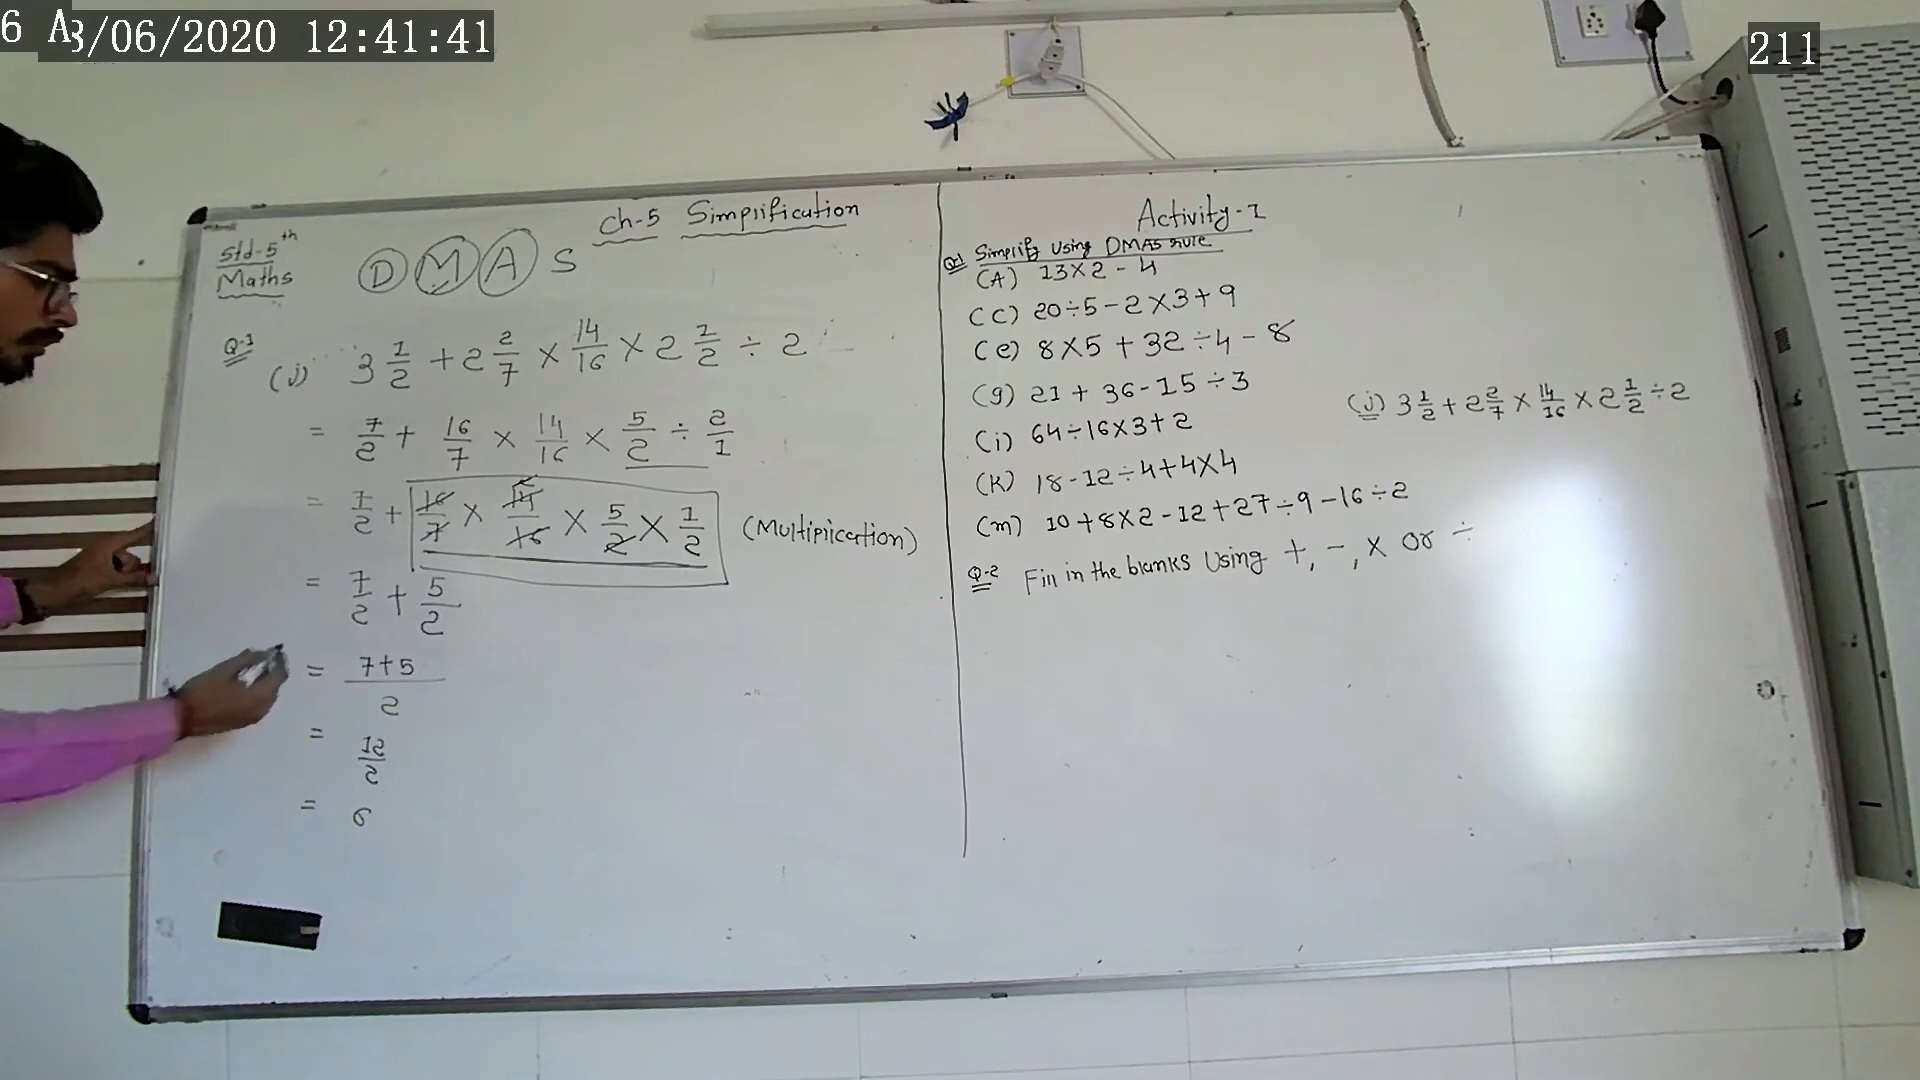 6 A
3/06/2020 12:41:41
211
Std-5th
Maths
Ch-5 Simplification
D M A S
Q-1
(j) 3 1/2 + 2 2/7 × 14/16 × 2 1/2 ÷ 2
= 7/2 + 16/7 × 14/16 × 5/2 ÷ 2/1
= 7/2 + 16/7 × 14/16 × 5/2 × 1/2 (Multiplication)
= 7/2 + 5/2
= 7+5/2
= 12/2
= 6
Activity-1
Q-1 Simplify Using DMAS rule
(A) 13×2-4
(C) 20÷5-2×3+9
(e) 8×5+32÷4-8
(g) 21+36-15÷3
(i) 64÷16×3+2
(j) 3 1/2 + 2 2/7 × 14/16 × 2 1/2 ÷ 2
(K) 18-12÷4+4×4
(m) 10+8×2-12+27÷9-16÷2
Q-2 Fill in the blanks Using +, -, × Or ÷